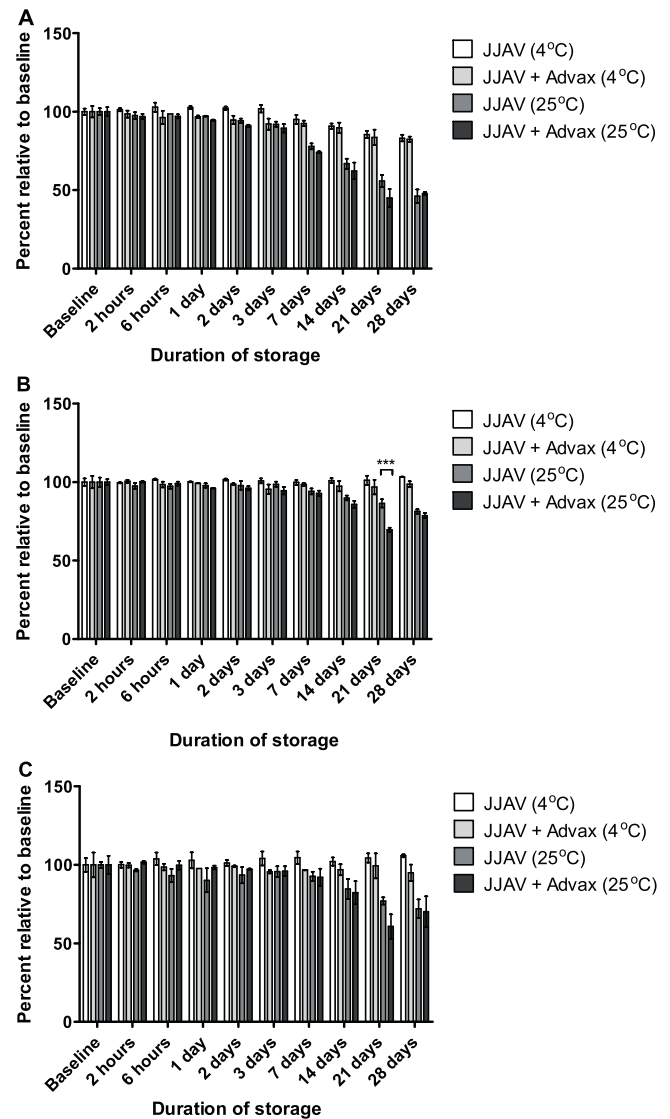 A
Percent relative to baseline
150
100
50
0
Baseline
2 hours
6 hours
1 day
2 days
3 days
7 days
14 days
21 days
28 days
Duration of storage
JJAV (4°C)
JJAV + Advax (4°C)
JJAV (25°C)
JJAV + Advax (25°C)
B
Percent relative to baseline
150
100
50
0
***
Baseline
2 hours
6 hours
1 day
2 days
3 days
7 days
14 days
21 days
28 days
Duration of storage
JJAV (4°C)
JJAV + Advax (4°C)
JJAV (25°C)
JJAV + Advax (25°C)
C
Percent relative to baseline
150
100
50
0
Baseline
2 hours
6 hours
1 day
2 days
3 days
7 days
14 days
21 days
28 days
Duration of storage
JJAV (4°C)
JJAV + Advax (4°C)
JJAV (25°C)
JJAV + Advax (25°C)